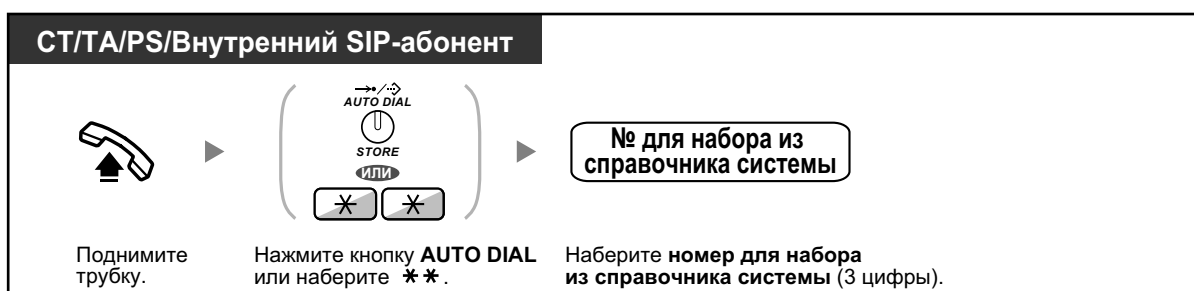 СТ/ТА/PS/Внутренний SIP-абонент
AUTO DIAL
STORE
ИЛИ
№ для набора из
справочника системы
Поднимите
трубку.
Нажмите кнопку AUTO DIAL
или наберите ✱✱.
Наберите номер для набора
из справочника системы (3 цифры).